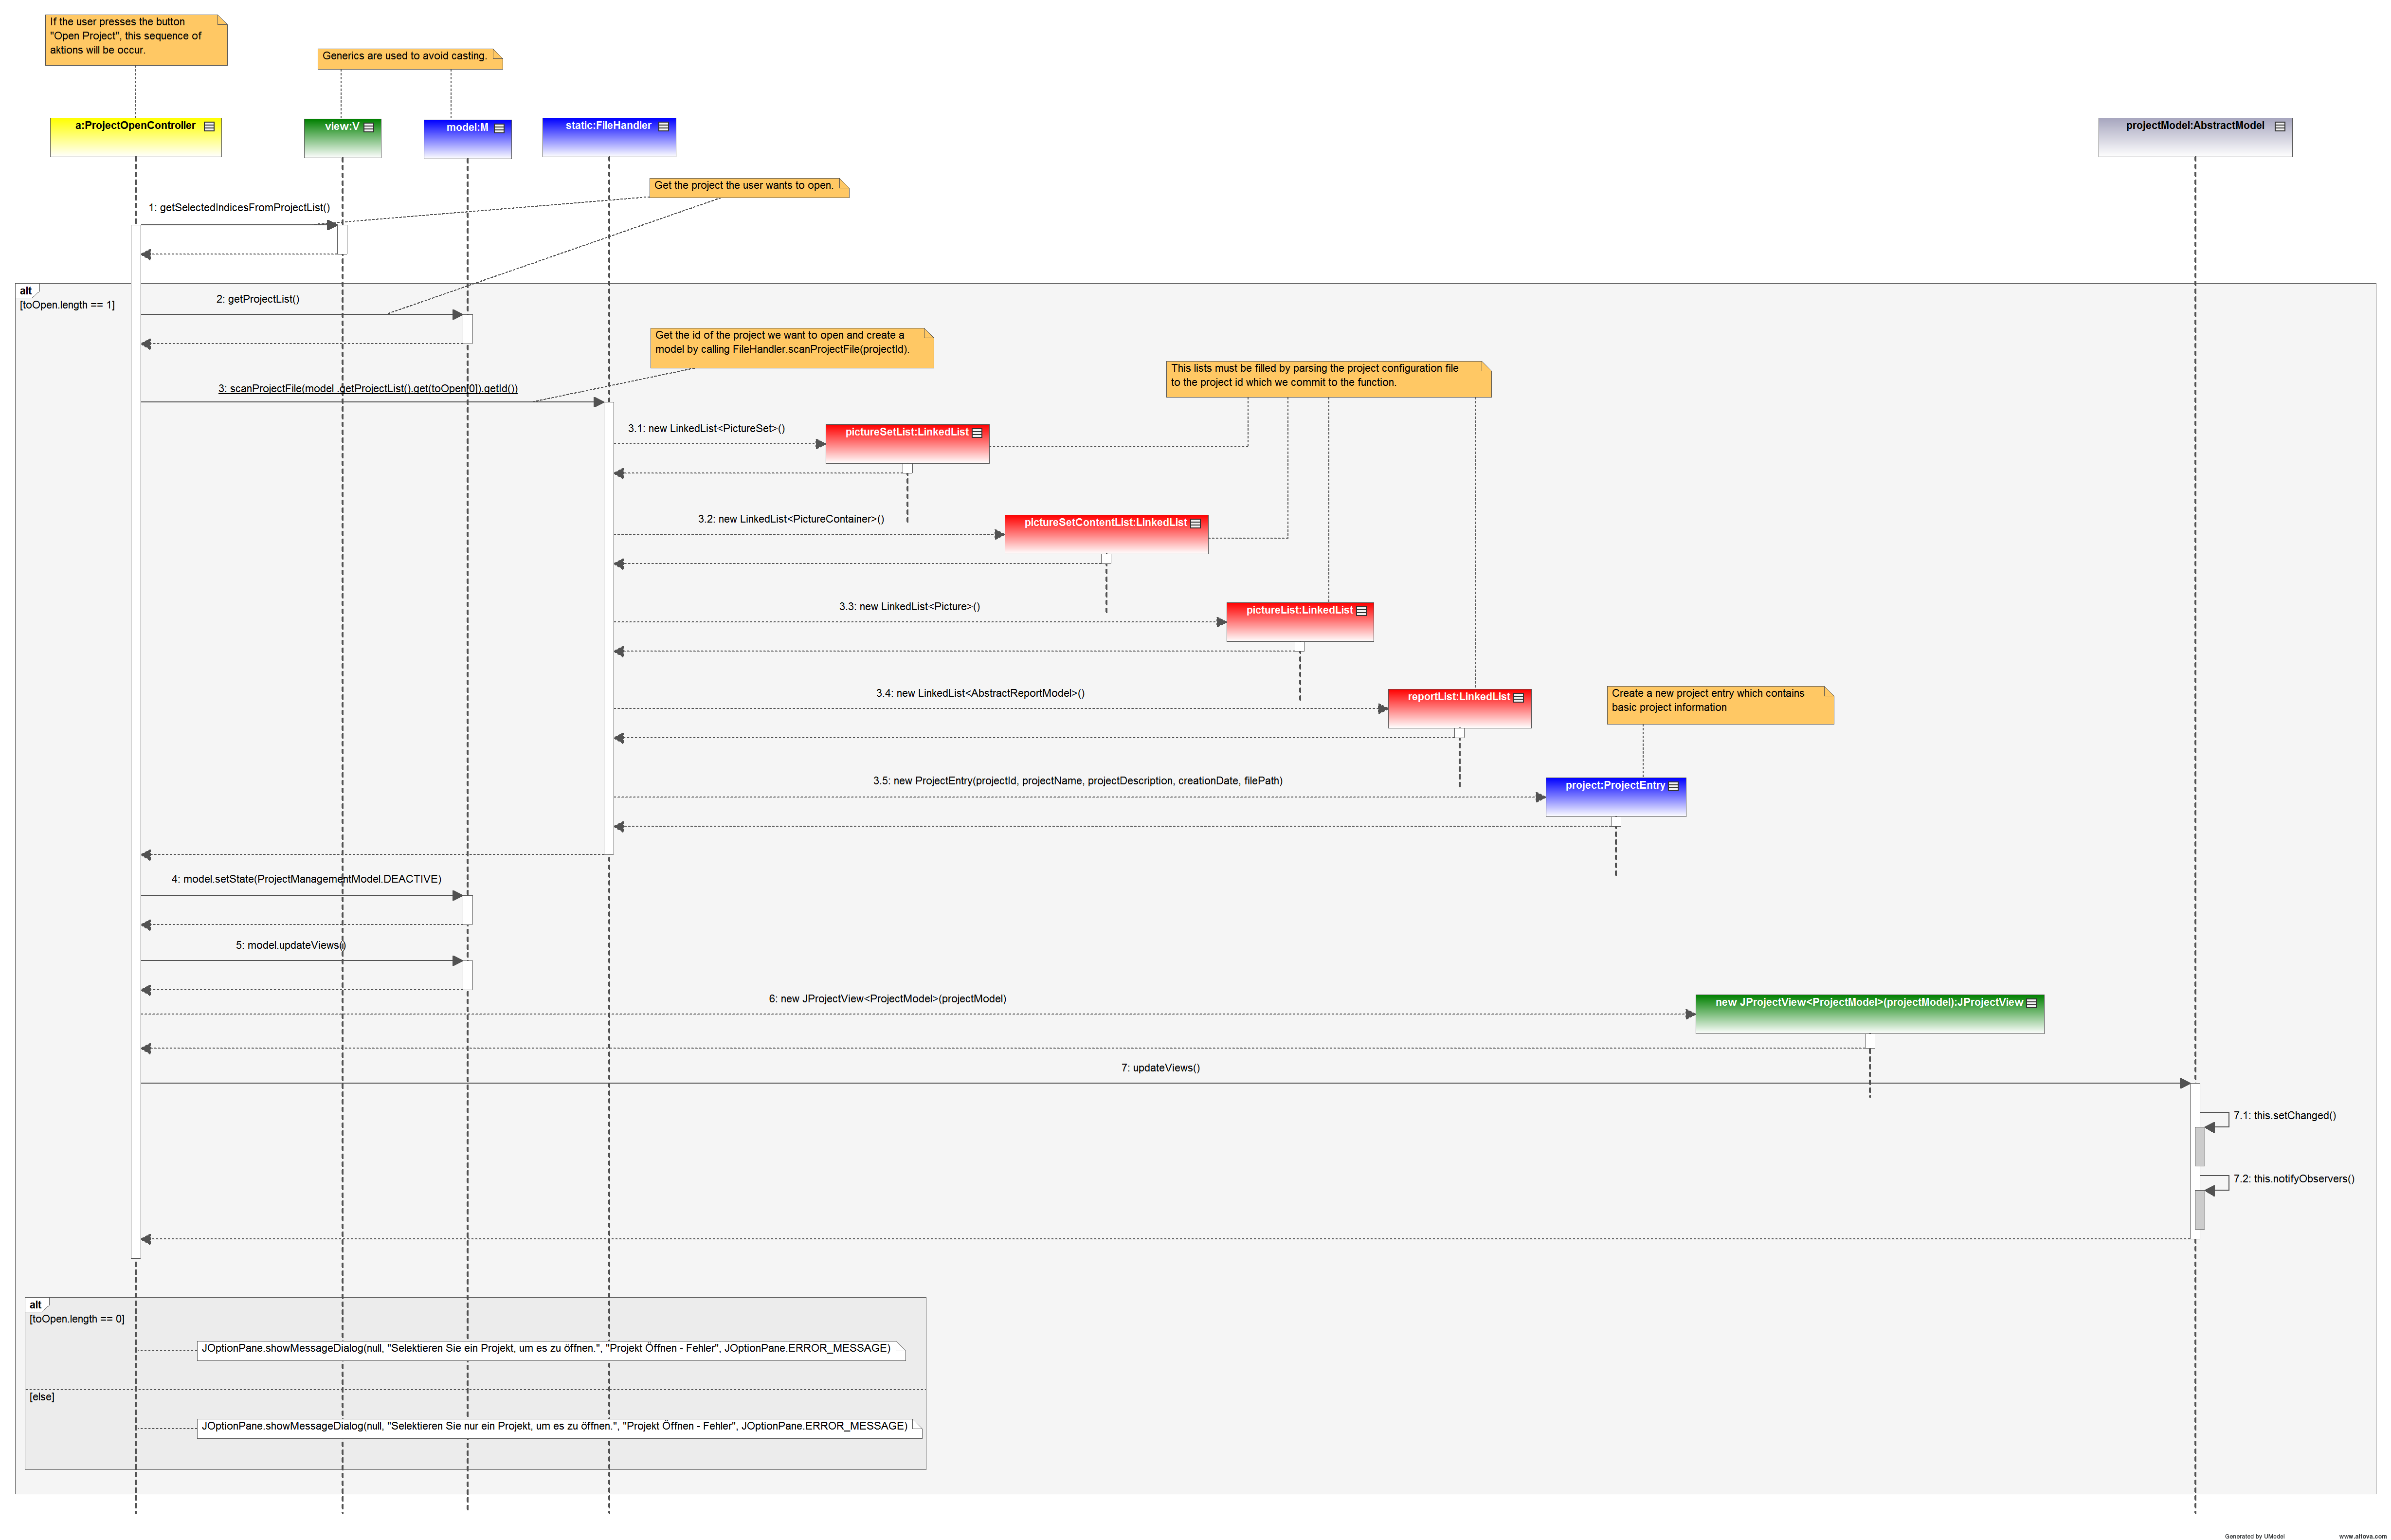 If the user presses the button
"Open Project", this sequence of
aktions will be occur.
Generics are used to avoid casting.
a:ProjectOpenController
view:V
model:M
static:FileHandler
projectModel:AbstractModel
Get the project the user wants to open.
1: getSelectedIndicesFromProjectList()
alt
[toOpen.length == 1]
2: getProjectList()
Get the id of the project we want to open and create a
model by calling FileHandler.scanProjectFile(projectId).
This lists must be filled by parsing the project configuration file
to the project id which we commit to the function.
3: scanProjectFile(model .getProjectList().get(toOpen[0]).getId())
3.1: new LinkedList<PictureSet>()
pictureSetList:LinkedList
3.2: new LinkedList<PictureContainer>()
pictureSetContentList:LinkedList
3.3: new LinkedList<Picture>()
pictureList:LinkedList
3.4: new LinkedList<AbstractReportModel>()
reportList:LinkedList
Create a new project entry which contains
basic project information
3.5: new ProjectEntry(projectId, projectName, projectDescription, creationDate, filePath)
project:ProjectEntry
4: model.setState(ProjectManagementModel.DEACTIVE)
5: model.updateViews()
6: new JProjectView<ProjectModel>(projectModel)
new JProjectView<ProjectModel>(projectModel):JProjectView
7: updateViews()
7.1: this.setChanged()
7.2: this.notifyObservers()
alt
[toOpen.length == 0]
JOptionPane.showMessageDialog(null, "Selektieren Sie ein Projekt, um es zu öffnen.", "Projekt Öffnen - Fehler", JOptionPane.ERROR_MESSAGE)
[else]
JOptionPane.showMessageDialog(null, "Selektieren Sie nur ein Projekt, um es zu öffnen.", "Projekt Öffnen - Fehler", JOptionPane.ERROR_MESSAGE)
Generated by UModel
www.altova.com